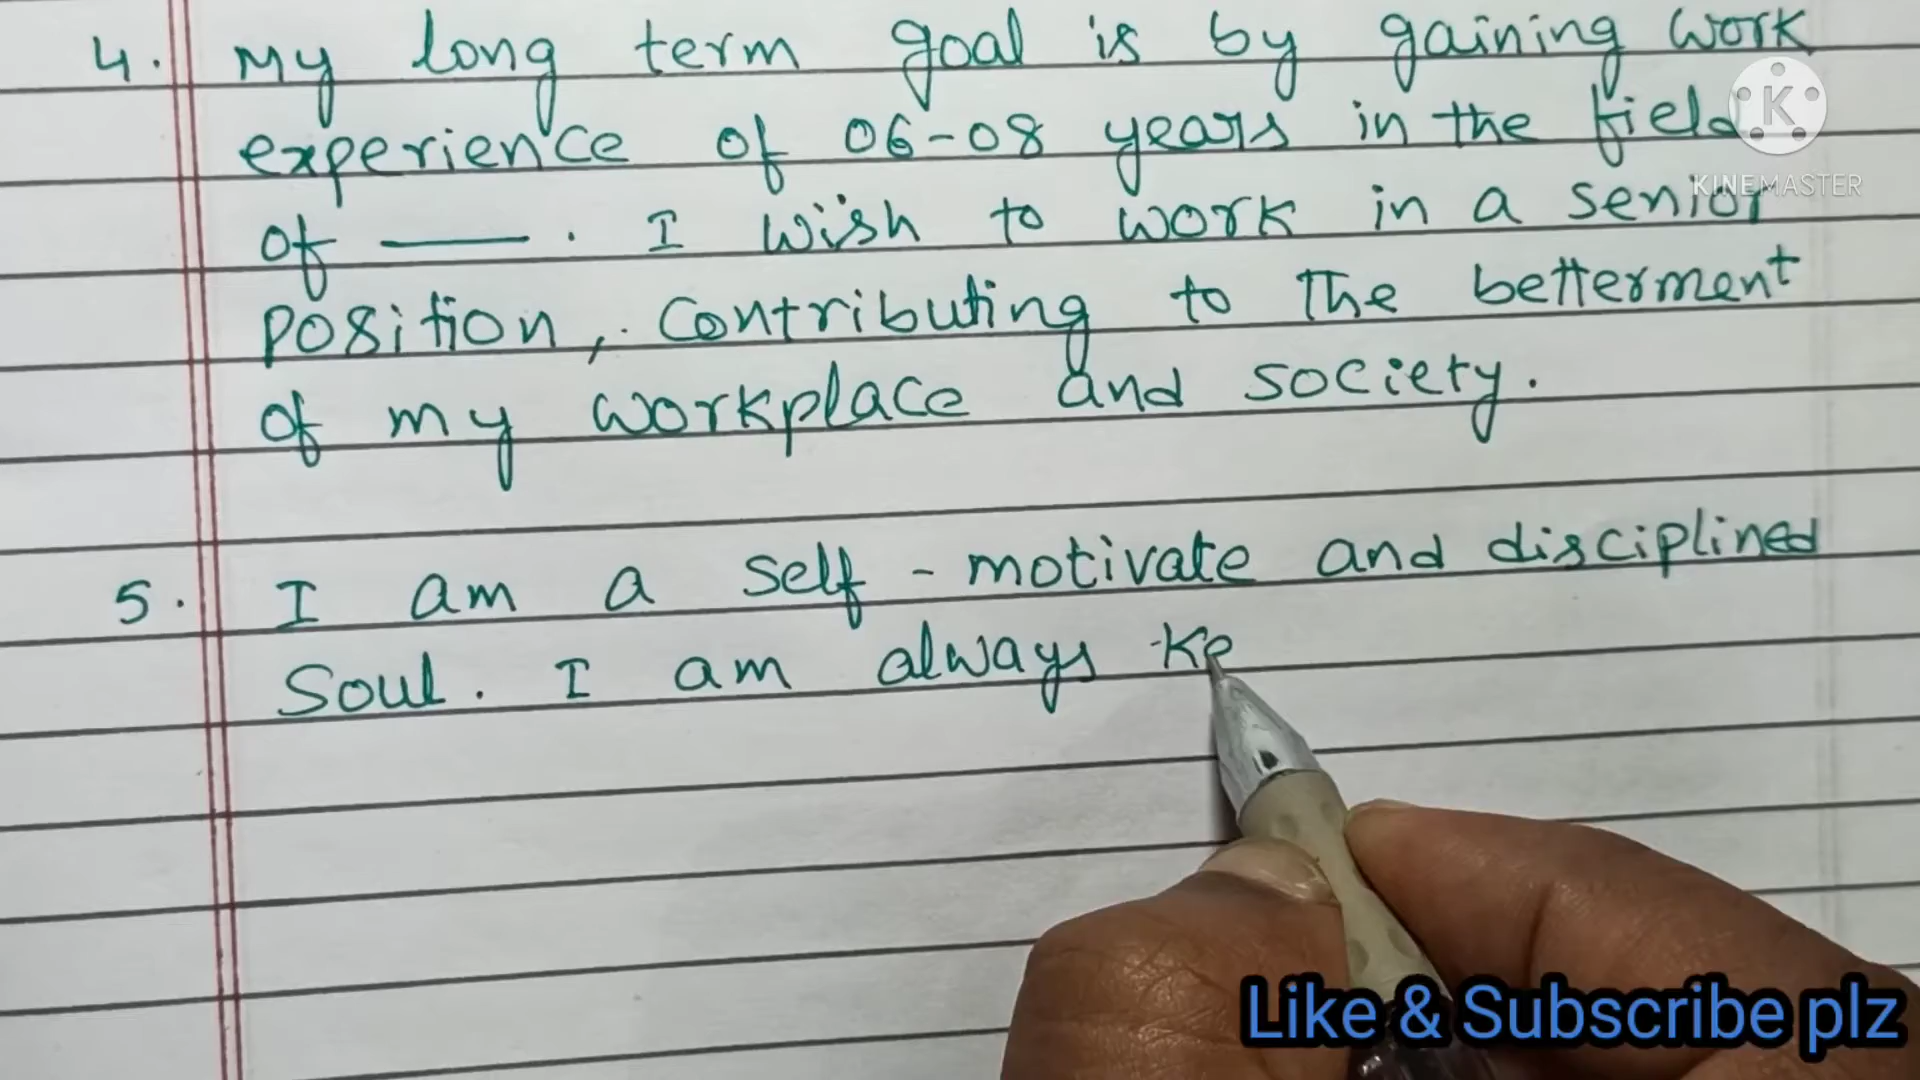 4. My long term goal is by gaining work
experience of 06-08 years in the field
of ——. I wish to work in a senior
position, contributing to the betterment
of my workplace and society.
5. I am a self-motivate and disciplined
soul. I am always ke
K
KINEMASTER
Like & Subscribe plz